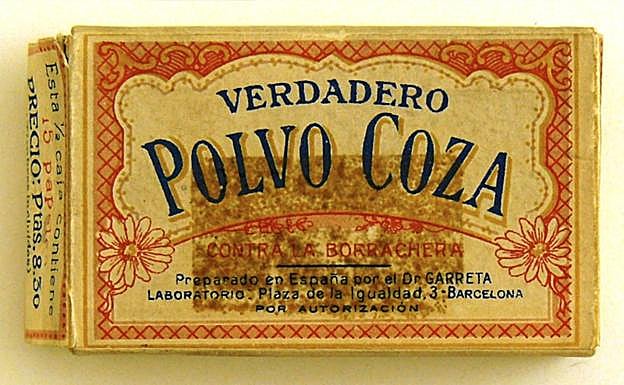 VERDADERO
POLVO COZA
CONTRA LA BORRACHERA
Preparado en España por el Dr GARRETA
LABORATORIO. Plaza de la Igualdad, 3-BARCELONA
POR AUTORIZACIÓN
Esta ½ caja contiene
15 papel
PRECIO: Ptas. 8'30